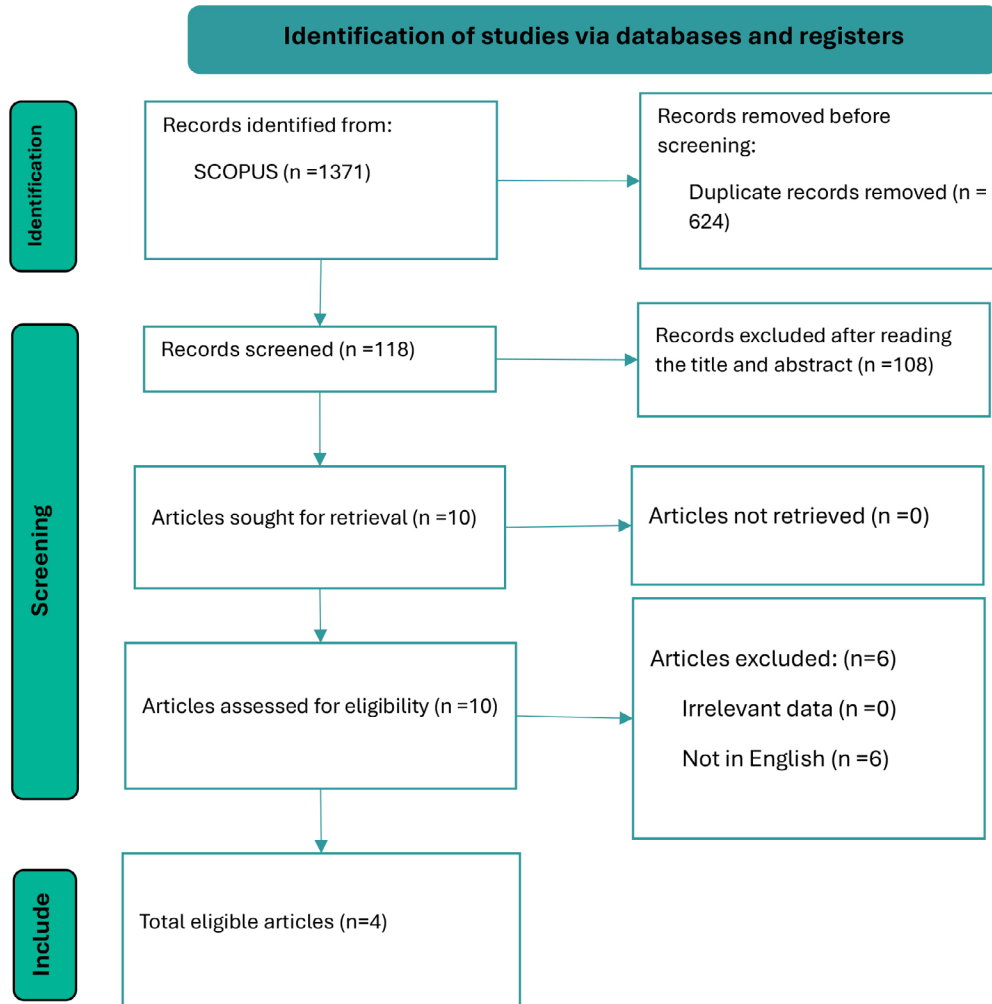 Identification of studies via databases and registers
Identification
Records identified from:
SCOPUS (n =1371)
Records removed before
screening:
Duplicate records removed (n =
624)
Screening
Records screened (n =118)
Records excluded after reading
the title and abstract (n =108)
Articles sought for retrieval (n =10)
Articles not retrieved (n =0)
Articles assessed for eligibility (n =10)
Articles excluded: (n=6)
Irrelevant data (n =0)
Not in English (n =6)
Include
Total eligible articles (n=4)